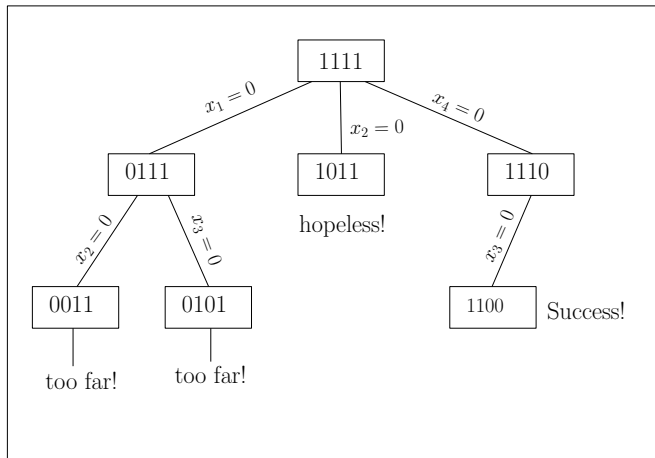 1111
x₁ = 0
x₂ = 0
x₄ = 0
0111
1011
1110
hopeless!
x₂ = 0
x₃ = 0
x₃ = 0
0011
0101
1100
Success!
too far!
too far!